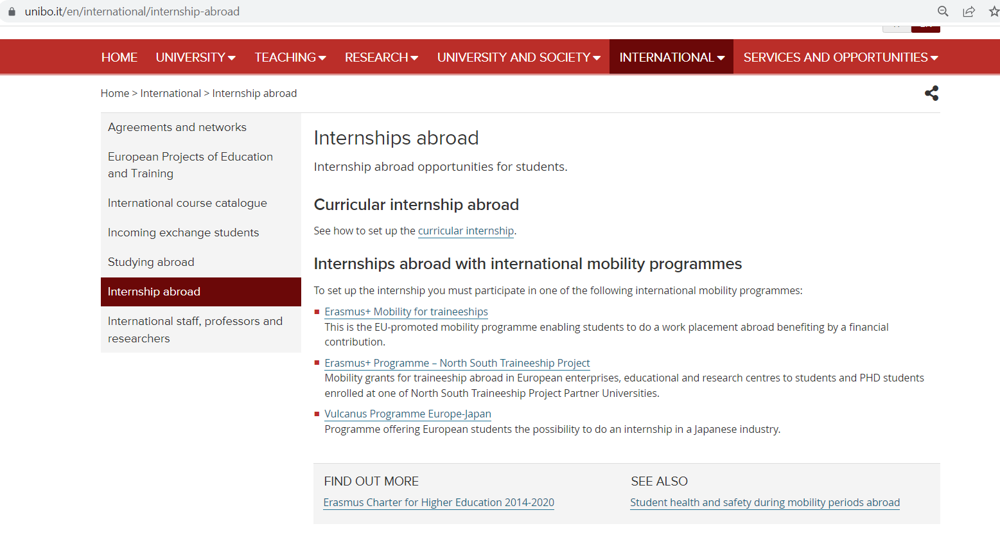 unibo.it/en/international/internship-abroad
HOME UNIVERSITY TEACHING RESEARCH UNIVERSITY AND SOCIETY INTERNATIONAL SERVICES AND OPPORTUNITIES
Home > International > Internship abroad
Agreements and networks
European Projects of Education
and Training
International course catalogue
Incoming exchange students
Studying abroad
Internship abroad
International staff, professors and
researchers
Internships abroad
Internship abroad opportunities for students.
Curricular internship abroad
See how to set up the curricular internship.
Internships abroad with international mobility programmes
To set up the internship you must participate in one of the following international mobility programmes:
Erasmus+ Mobility for traineeships
This is the EU-promoted mobility programme enabling students to do a work placement abroad benefiting by a financial
contribution.
Erasmus+ Programme – North South Traineeship Project
Mobility grants for traineeship abroad in European enterprises, educational and research centres to students and PHD students
enrolled at one of North South Traineeship Project Partner Universities.
Vulcanus Programme Europe-Japan
Programme offering European students the possibility to do an internship in a Japanese industry.
FIND OUT MORE
Erasmus Charter for Higher Education 2014-2020
SEE ALSO
Student health and safety during mobility periods abroad